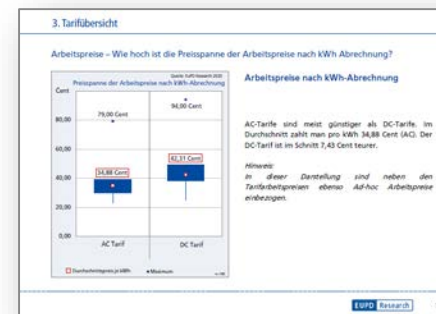 3. Tarifübersicht
Arbeitspreise – Wie hoch ist die Preisspanne der Arbeitspreise nach kWh Abrechnung?
Quelle: EuPD Research 2020
Preisspanne der Arbeitspreise nach kWh-Abrechnung
Cent
80,00
60,00
40,00
20,00
0,00
79,00 Cent
94,00 Cent
34,88 Cent
42,31 Cent
AC Tarif
DC Tarif
Durchschnittspreis je kWh
Maximum
Arbeitspreise nach kWh-Abrechnung
AC-Tarife sind meist günstiger als DC-Tarife. Im
Durchschnitt zahlt man pro kWh 34,88 Cent (AC). Der
DC-Tarif ist im Schnitt 7,43 Cent teurer.
Hinweis:
In dieser Darstellung sind neben den
Tarifarbeitspreisen ebenso Ad-hoc Arbeitspreise
einbezogen.
EUPD Research